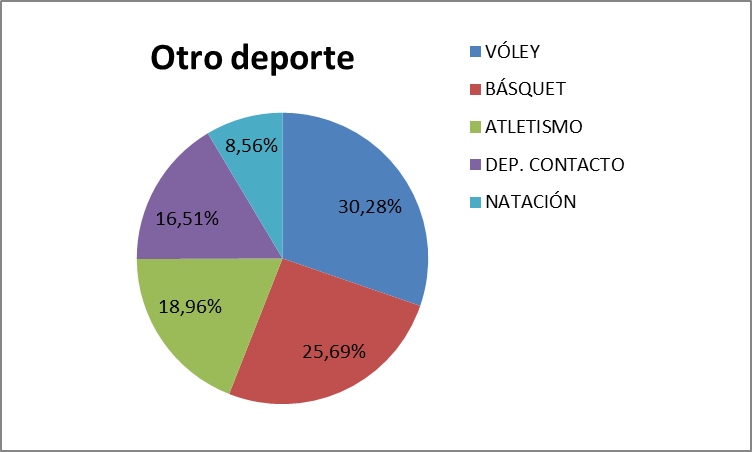 Otro deporte
VÓLEY
BÁSQUET
ATLETISMO
DEP. CONTACTO
NATACIÓN
8,56%
30,28%
16,51%
18,96%
25,69%